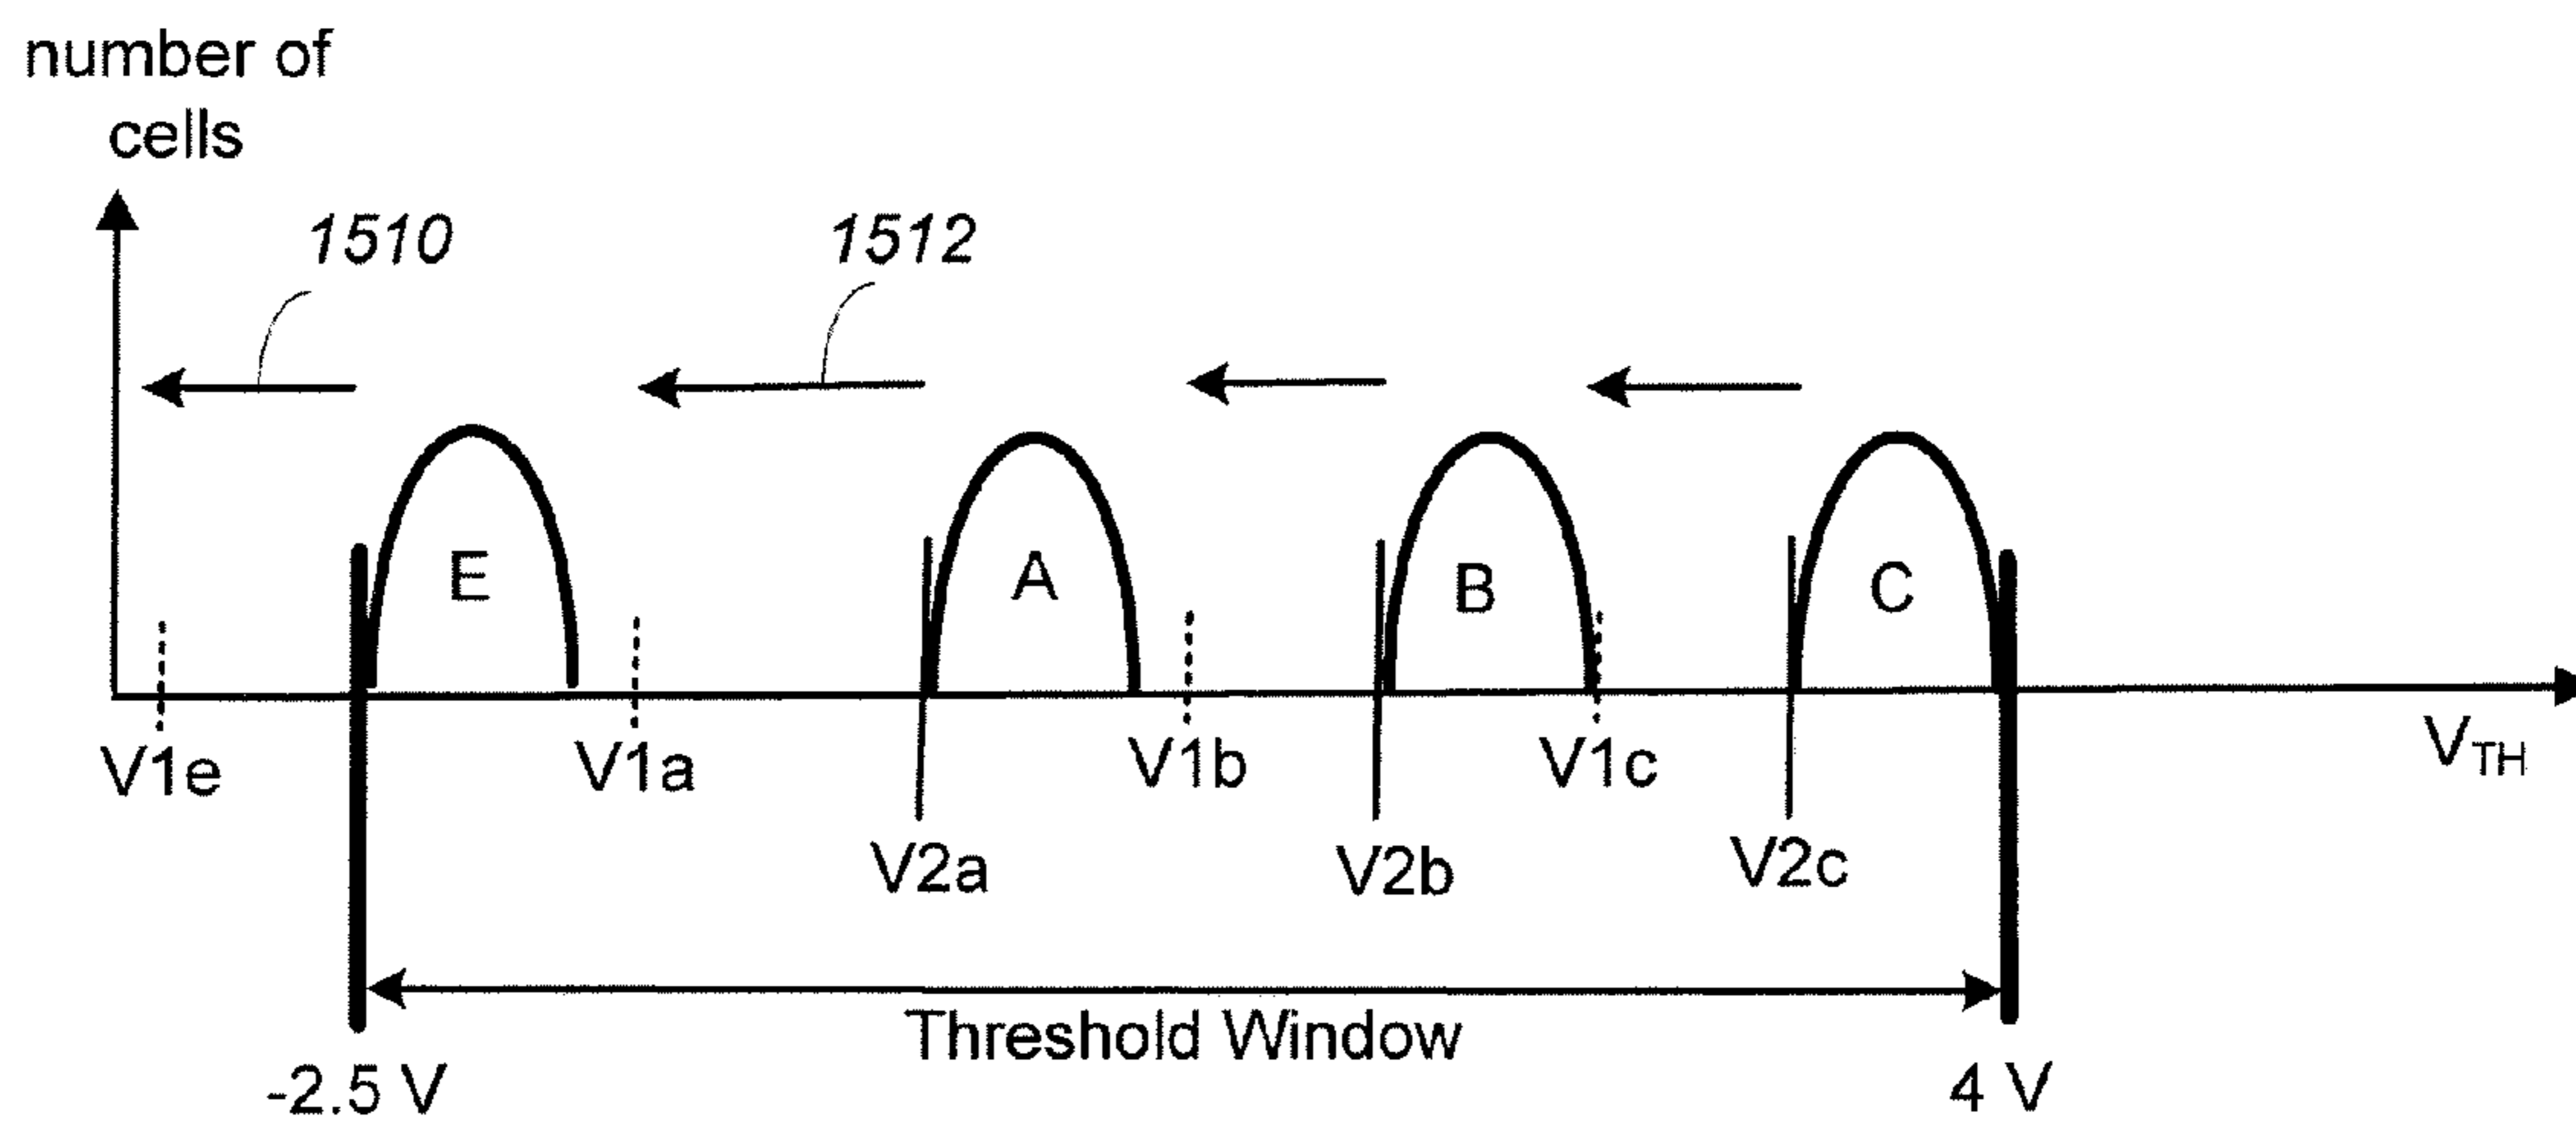 number of
cells
1510
1512
E
A
B
C
V1e
V1a
V1b
V1c
VTH
V2a
V2b
V2c
Threshold Window
-2.5 V
4 V